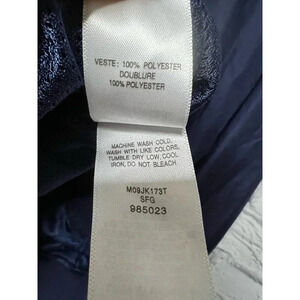 VESTE: 100% POLYESTER
DOUBLURE
100% POLYESTER
MACHINE WASH COLD,
WASH WITH LIKE COLORS,
TUMBLE DRY LOW, COOL
IRON, DO NOT BLEACH.
M09JK173T
SFG
985023